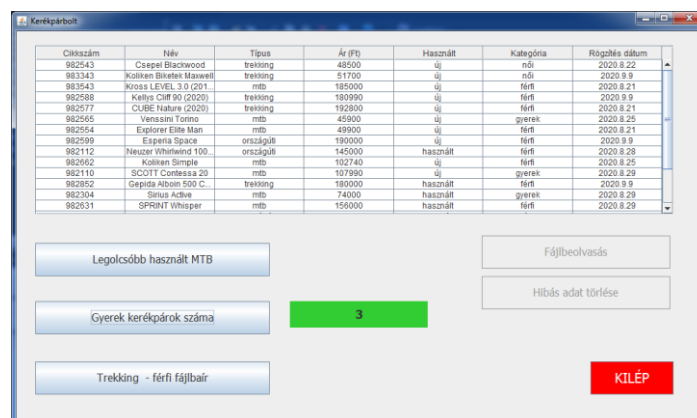 Kerékpárbolt
Cikkszám Név Típus Ár (Ft) Használt Kategória Rögzítés dátum
982543 Csepel Blackwood trekking 48500 új női 2020.8.22
983343 Koliken Biketek Maxwell trekking 51700 új női 2020.9.9
983543 Kross LEVEL 3.0 (201... mtb 185000 új férfi 2020.8.21
982588 Kellys Cliff 90 (2020) trekking 180990 új férfi 2020.9.9
982577 CUBE Nature (2020) trekking 192800 új férfi 2020.8.21
982565 Venssini Torino mtb 45900 új gyerek 2020.8.25
982554 Explorer Elite Man mtb 49900 új férfi 2020.8.21
982599 Esperia Space országúti 190000 új férfi 2020.9.9
982112 Neuzer Whirlwind 100... országúti 145000 használt férfi 2020.8.28
982662 Koliken Simple mtb 102740 új férfi 2020.8.25
982110 SCOTT Contessa 20 mtb 107990 új gyerek 2020.8.29
982852 Gepida Alboin 500 C... trekking 180000 használt férfi 2020.9.9
982304 Sirius Active mtb 74000 használt gyerek 2020.8.29
982631 SPRINT Whisper mtb 156000 használt férfi 2020.8.29
Legolcsóbb használt MTB
Fájlbeolvasás
Hibás adat törlése
Gyerek kerékpárok száma
3
Trekking - férfi fájlbaír
KILÉP